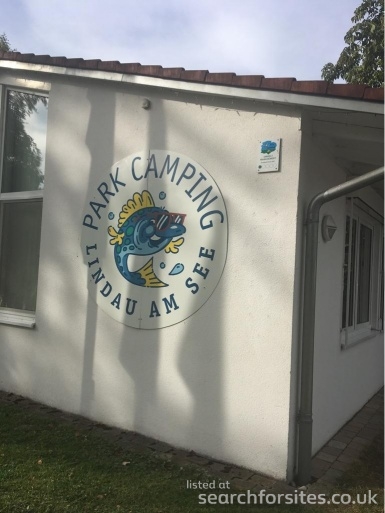 PARK CAMPING
LINDAU AM SEE
listed at
searchforsites.co.uk